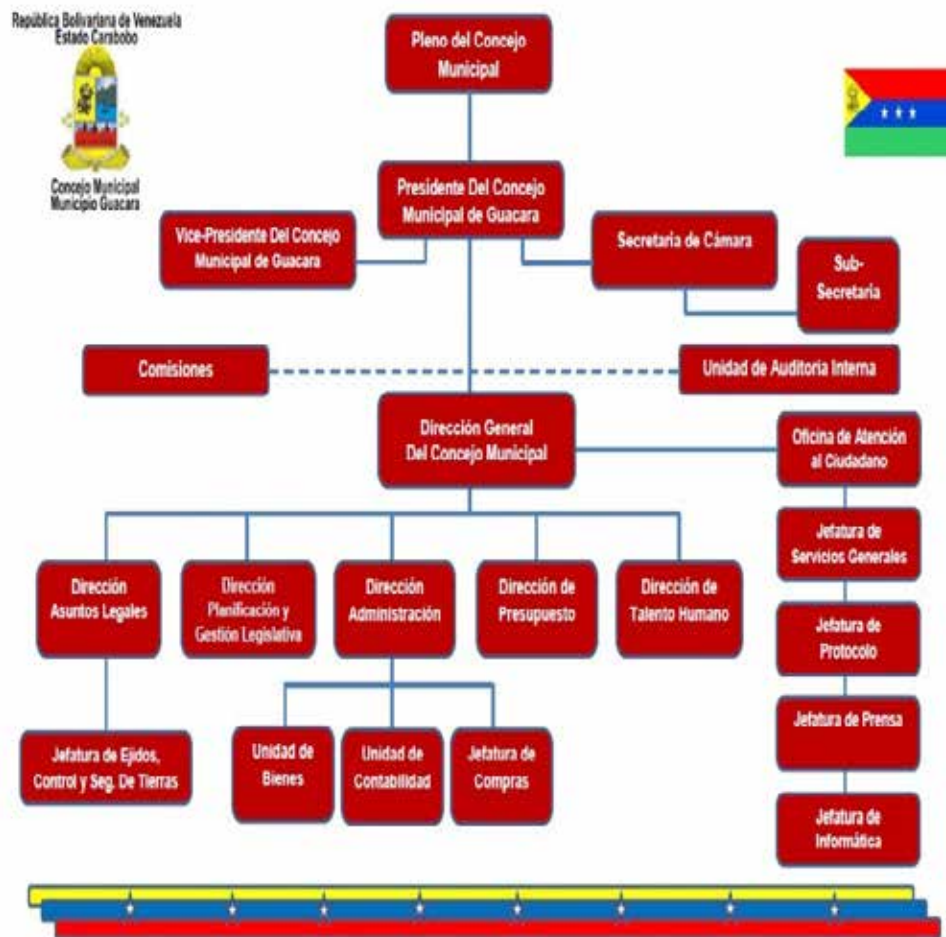 República Bolivariana de Venezuela
Estado Carabobo
Concejo Municipal
Municipio Guacara
Pleno del Concejo
Municipal
Presidente Del Concejo
Municipal de Guacara
Vice-Presidente Del Concejo
Municipal de Guacara
Secretaria de Cámara
Sub-
Secretaria
Comisiones
Unidad de Auditoria Interna
Dirección General
Del Concejo Municipal
Oficina de Atención
al Ciudadano
Jefatura de
Servicios Generales
Jefatura de
Protocolo
Jefatura de Prensa
Jefatura de
Informática
Dirección
Asuntos Legales
Dirección
Planificación y
Gestión Legislativa
Dirección
Administración
Dirección de
Presupuesto
Dirección de
Talento Humano
Jefatura de Ejidos,
Control y Seg. De Tierras
Unidad de
Bienes
Unidad de
Contabilidad
Jefatura de
Compras